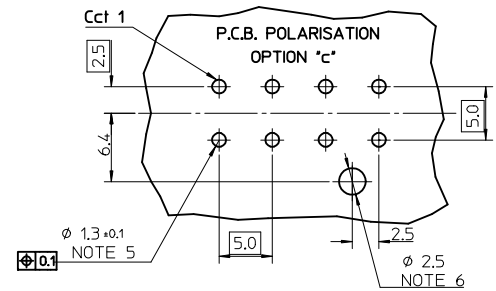 Cct 1
P.C.B. POLARISATION
OPTION "c"
2.5
5.0
6.4
⌀ 1.3 ±0.1
NOTE 5
⌖ 0.1
5.0
2.5
⌀ 2.5
NOTE 6